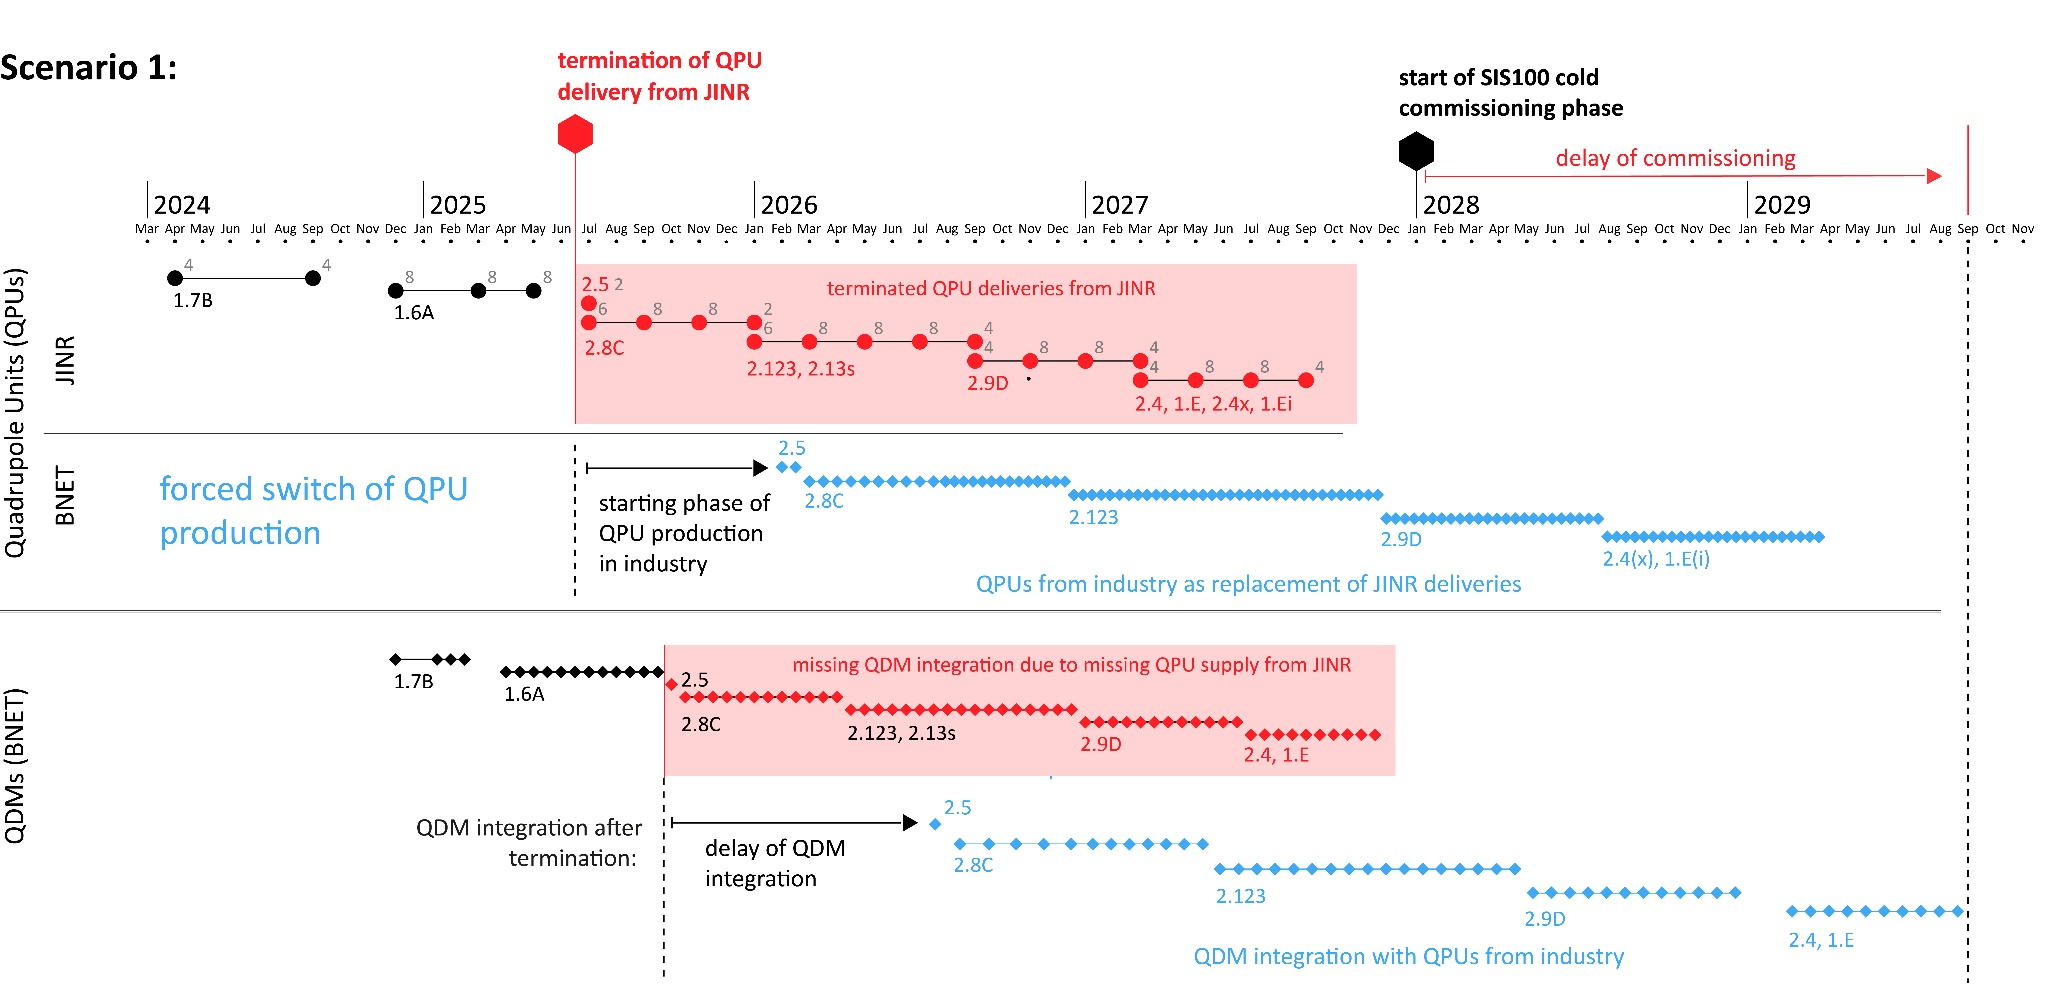 Scenario 1:
termination of QPU
delivery from JINR
start of SIS100 cold
commissioning phase
delay of commissioning
2024 2025 2026 2027 2028 2029
Mar Apr May Jun Jul Aug Sep Oct Nov Dec Jan Feb Mar Apr May Jun Jul Aug Sep Oct Nov Dec Jan Feb Mar Apr May Jun Jul Aug Sep Oct Nov Dec Jan Feb Mar Apr May Jun Jul Aug Sep Oct Nov Dec Jan Feb Mar Apr May Jun Jul Aug Sep Oct Nov Dec Jan Feb Mar Apr May Jun Jul Aug Sep Oct Nov
Quadrupole Units (QPUs)
JINR
4 4
1.7B
8 8 8
1.6A
terminated QPU deliveries from JINR
2.5 2
6 8 8 2
2.8C
6 8 8 8 4
2.123, 2.13s
4 8 8 4
2.9D
4 8 8 4
2.4, 1.E, 2.4x, 1.Ei
BNET
forced switch of QPU
production
starting phase of
QPU production
in industry
2.5
2.8C
2.123
2.9D
2.4(x), 1.E(i)
QPUs from industry as replacement of JINR deliveries
QDMs (BNET)
1.7B
1.6A
missing QDM integration due to missing QPU supply from JINR
2.5
2.8C
2.123, 2.13s
2.9D
2.4, 1.E
QDM integration after
termination:
delay of QDM
integration
2.5
2.8C
2.123
2.9D
2.4, 1.E
QDM integration with QPUs from industry